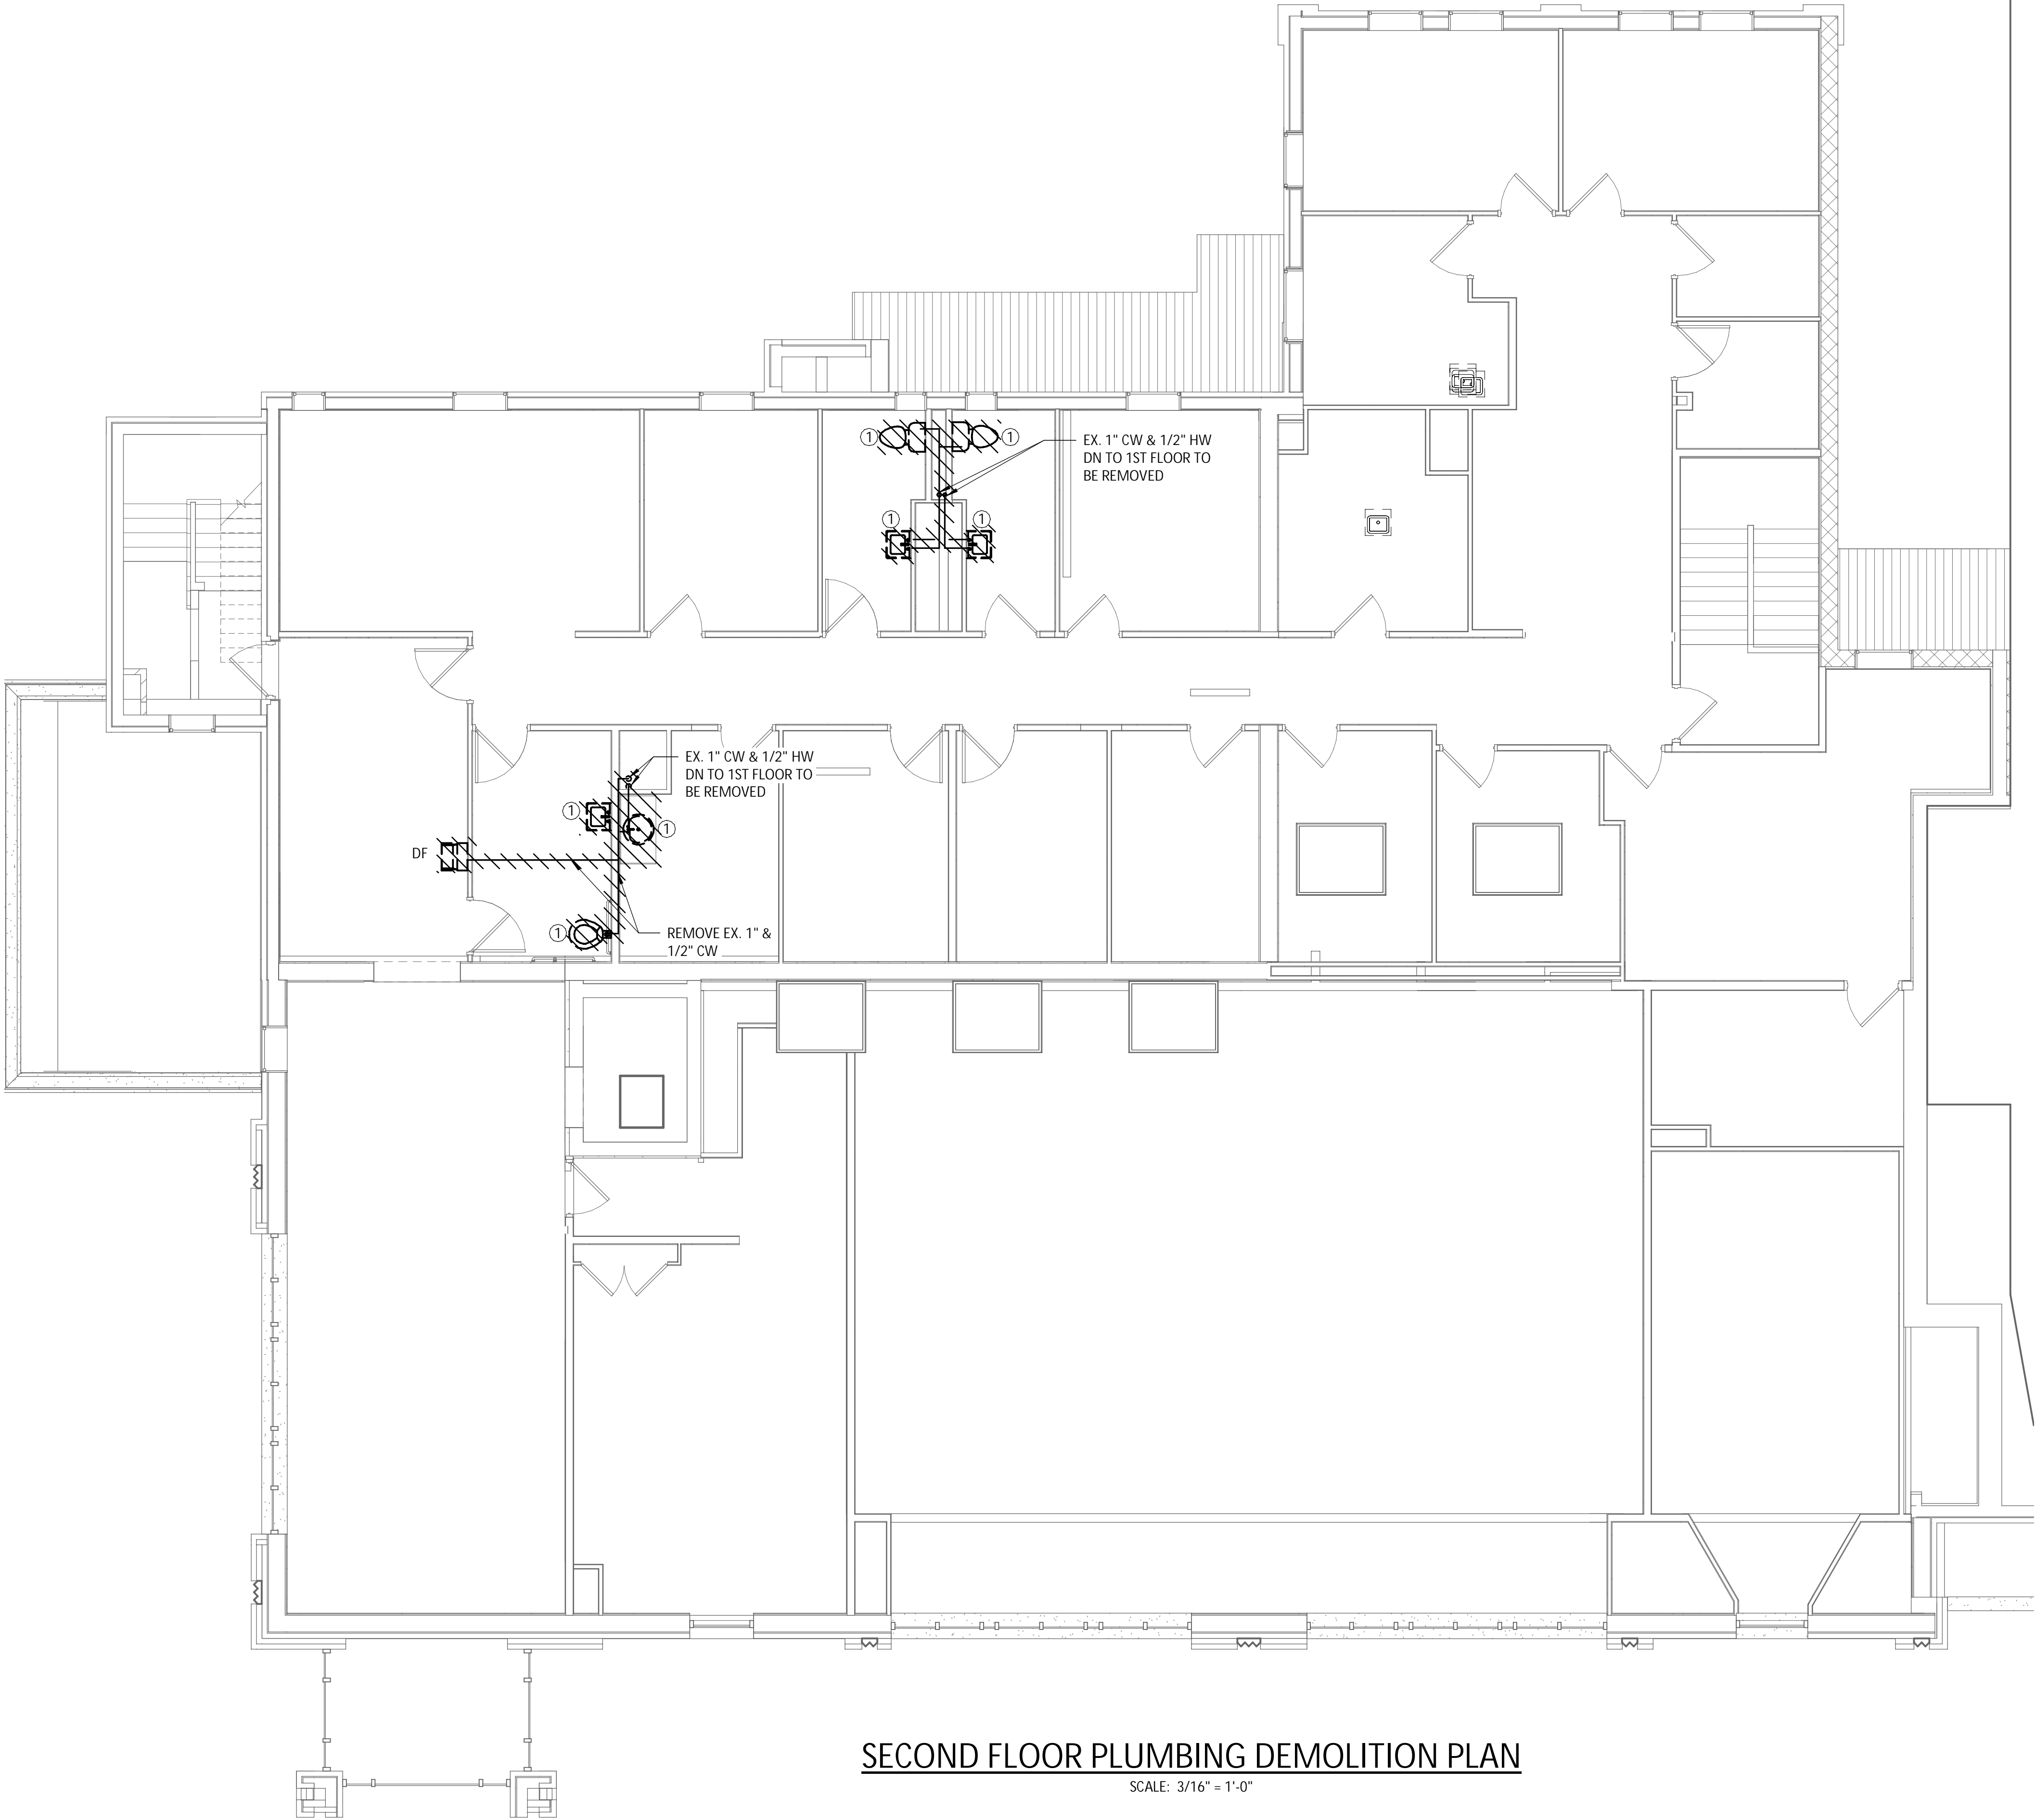 1
1
EX. 1" CW & 1/2" HW
DN TO 1ST FLOOR TO
BE REMOVED
1
1
EX. 1" CW & 1/2" HW
DN TO 1ST FLOOR TO
BE REMOVED
1
1
DF
1
REMOVE EX. 1" &
1/2" CW
SECOND FLOOR PLUMBING DEMOLITION PLAN
SCALE: 3/16" = 1'-0"